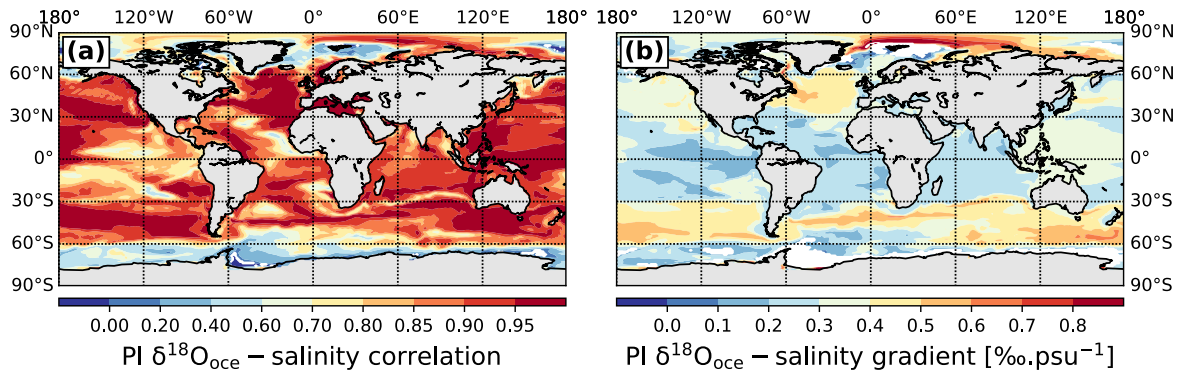 180° 120°W 60°W 0° 60°E 120°E 180° 120°W 60°W 0° 60°E 120°E 180°
90°N (a) (b) 90°N
60°N 60°N
30°N 30°N
0° 0°
30°S 30°S
60°S 60°S
90°S 90°S
0.00 0.20 0.40 0.60 0.70 0.80 0.85 0.90 0.95 0.0 0.1 0.2 0.3 0.4 0.5 0.6 0.7 0.8
PI δ¹⁸Oₒcₑ − salinity correlation PI δ¹⁸Oₒcₑ − salinity gradient [‰.psu⁻¹]